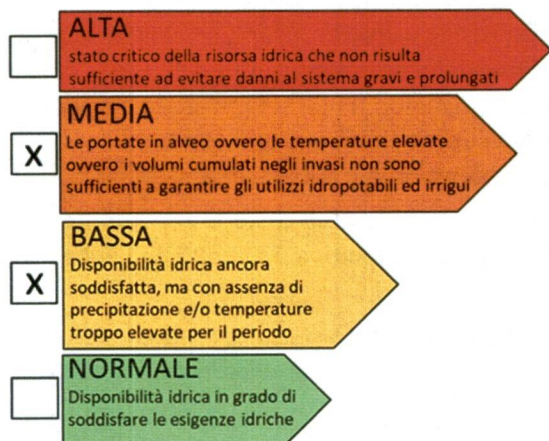 ALTA
stato critico della risorsa idrica che non risulta
sufficiente ad evitare danni al sistema gravi e prolungati
MEDIA
Le portate in alveo ovvero le temperature elevate
ovvero i volumi cumulati negli invasi non sono
sufficienti a garantire gli utilizzi idropotabili ed irrigui
X
BASSA
Disponibilità idrica ancora
soddisfatta, ma con assenza di
precipitazione e/o temperature
troppo elevate per il periodo
X
NORMALE
Disponibilità idrica in grado di
soddisfare le esigenze idriche